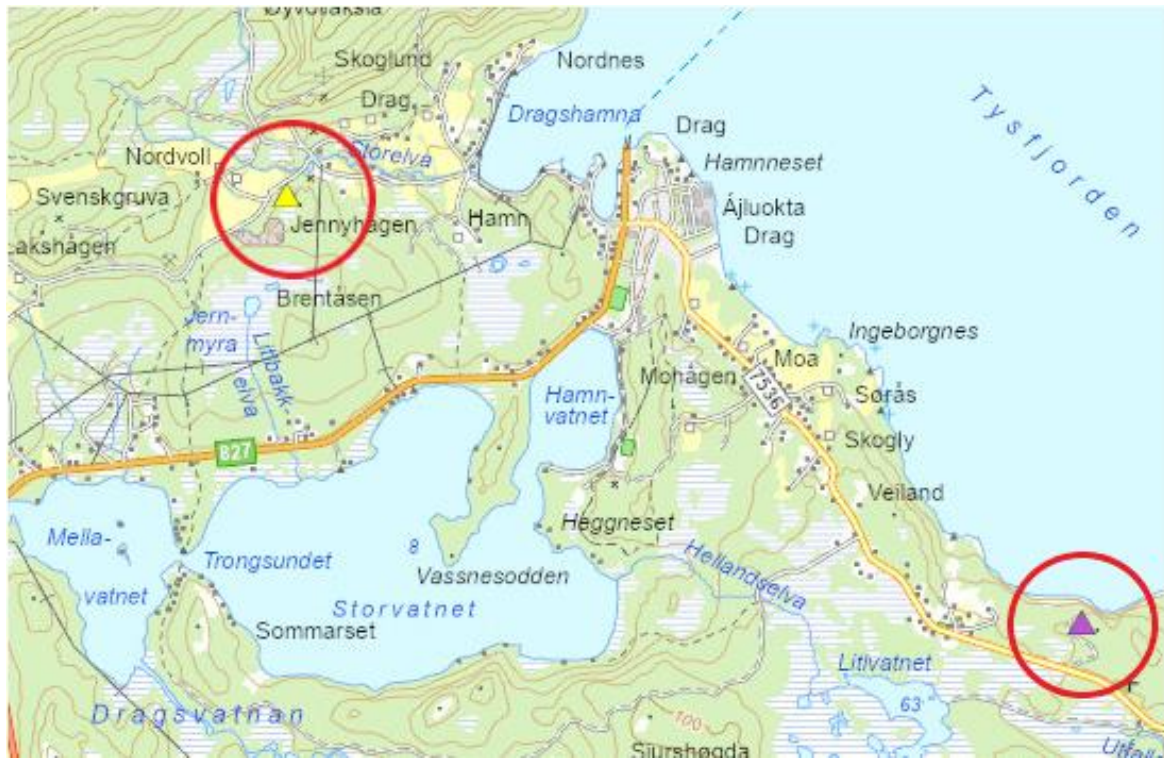 Øyvollaksla
Skoglund
Nordnes
Drag
Dragshamna
Tysfjorden
Drag
Storelva
Hamnneset
Nordvoll
Svenskgruva
Ájluokta
Drag
Jennyhagen
Hamn
Lakshagen
Brentåsen
Jern-
myra
Litlbakk-
elva
Ingeborgnes
Moa
Mohågen
7536
Hamn-
vatnet
Sørås
Skogly
827
Veiland
Heggneset
Mella-
vatnet
Trongsundet
8
Vassnesodden
Hellandselva
Storvatnet
Sommarset
Litlvatnet
63
Dragsvatnan
100
Sjurshøgda